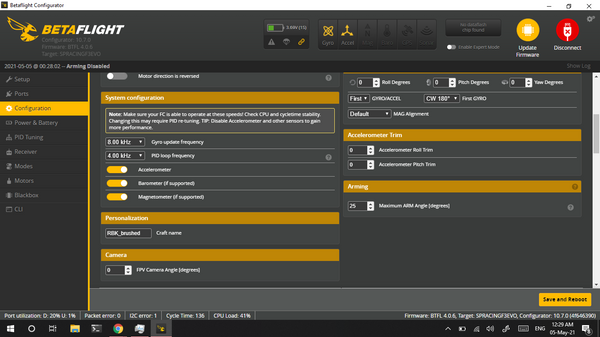 Betaflight Configurator
BETAFLIGHT
Configurator: 10.7.0
Firmware: BTFL 4.0.6
3.99V (1S)
Gyro
Accel
No dataflash
chip found
Enable Expert Mode
Update
Firmware
Disconnect
2021-05-05 @ 00:28:02 -- Arming Disabled
Show Log
Setup
Ports
Configuration
Power & Battery
PID Tuning
Receiver
Modes
Motors
Blackbox
CLI
Motor direction is reversed
System configuration
Note: Make sure your FC is able to operate at these speeds! Check CPU and cycletime stability.
Changing this may require PID re-tuning. TIP: Disable Accelerometer and other sensors to gain
more performance.
8.00 kHz Gyro update frequency
4.00 kHz PID loop frequency
Accelerometer
Barometer (if supported)
Magnetometer (if supported)
Personalization
RBK_brushed Craft name
Camera
0 FPV Camera Angle [degrees]
0 Roll Degrees 0 Pitch Degrees 0 Yaw Degrees
First GYRO/ACCEL CW 180° First GYRO
Default MAG Alignment
Accelerometer Trim
0 Accelerometer Roll Trim
0 Accelerometer Pitch Trim
Arming
25 Maximum ARM Angle [degrees]
Save and Reboot
Port utilization: D: 20% U: 1% Packet error: 0 I2C error: 1 Cycle Time: 136 CPU Load: 41% Firmware: BTFL 4.0.6, Target: SPRACINGF3EVO, Configurator: 10.7.0 (4f646390)
ENG
12:29 AM
05-May-21